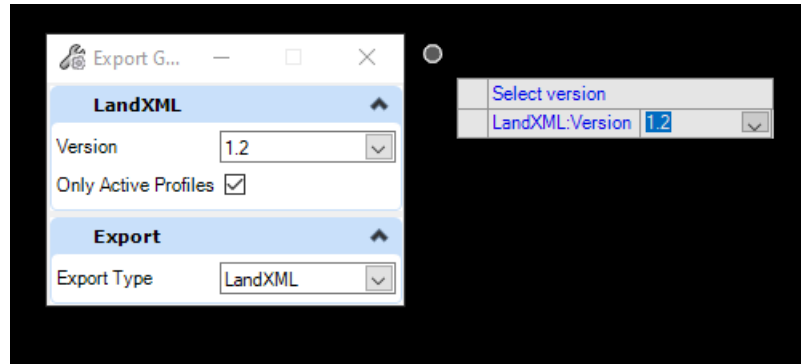 Export G...
LandXML
Version 1.2
Only Active Profiles
Export
Export Type LandXML
Select version
LandXML:Version 1.2